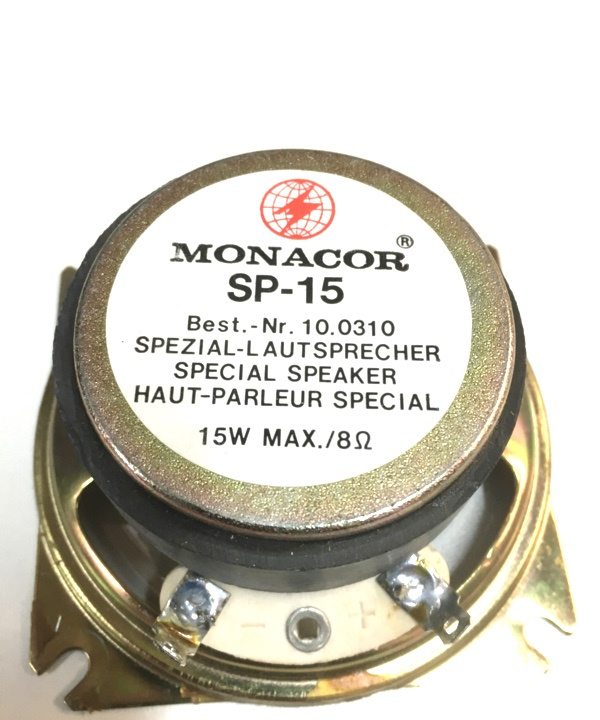 MONACOR®
SP-15
Best.-Nr. 10.0310
SPEZIAL-LAUTSPRECHER
SPECIAL SPEAKER
HAUT-PARLEUR SPECIAL
15W MAX./8Ω
− +